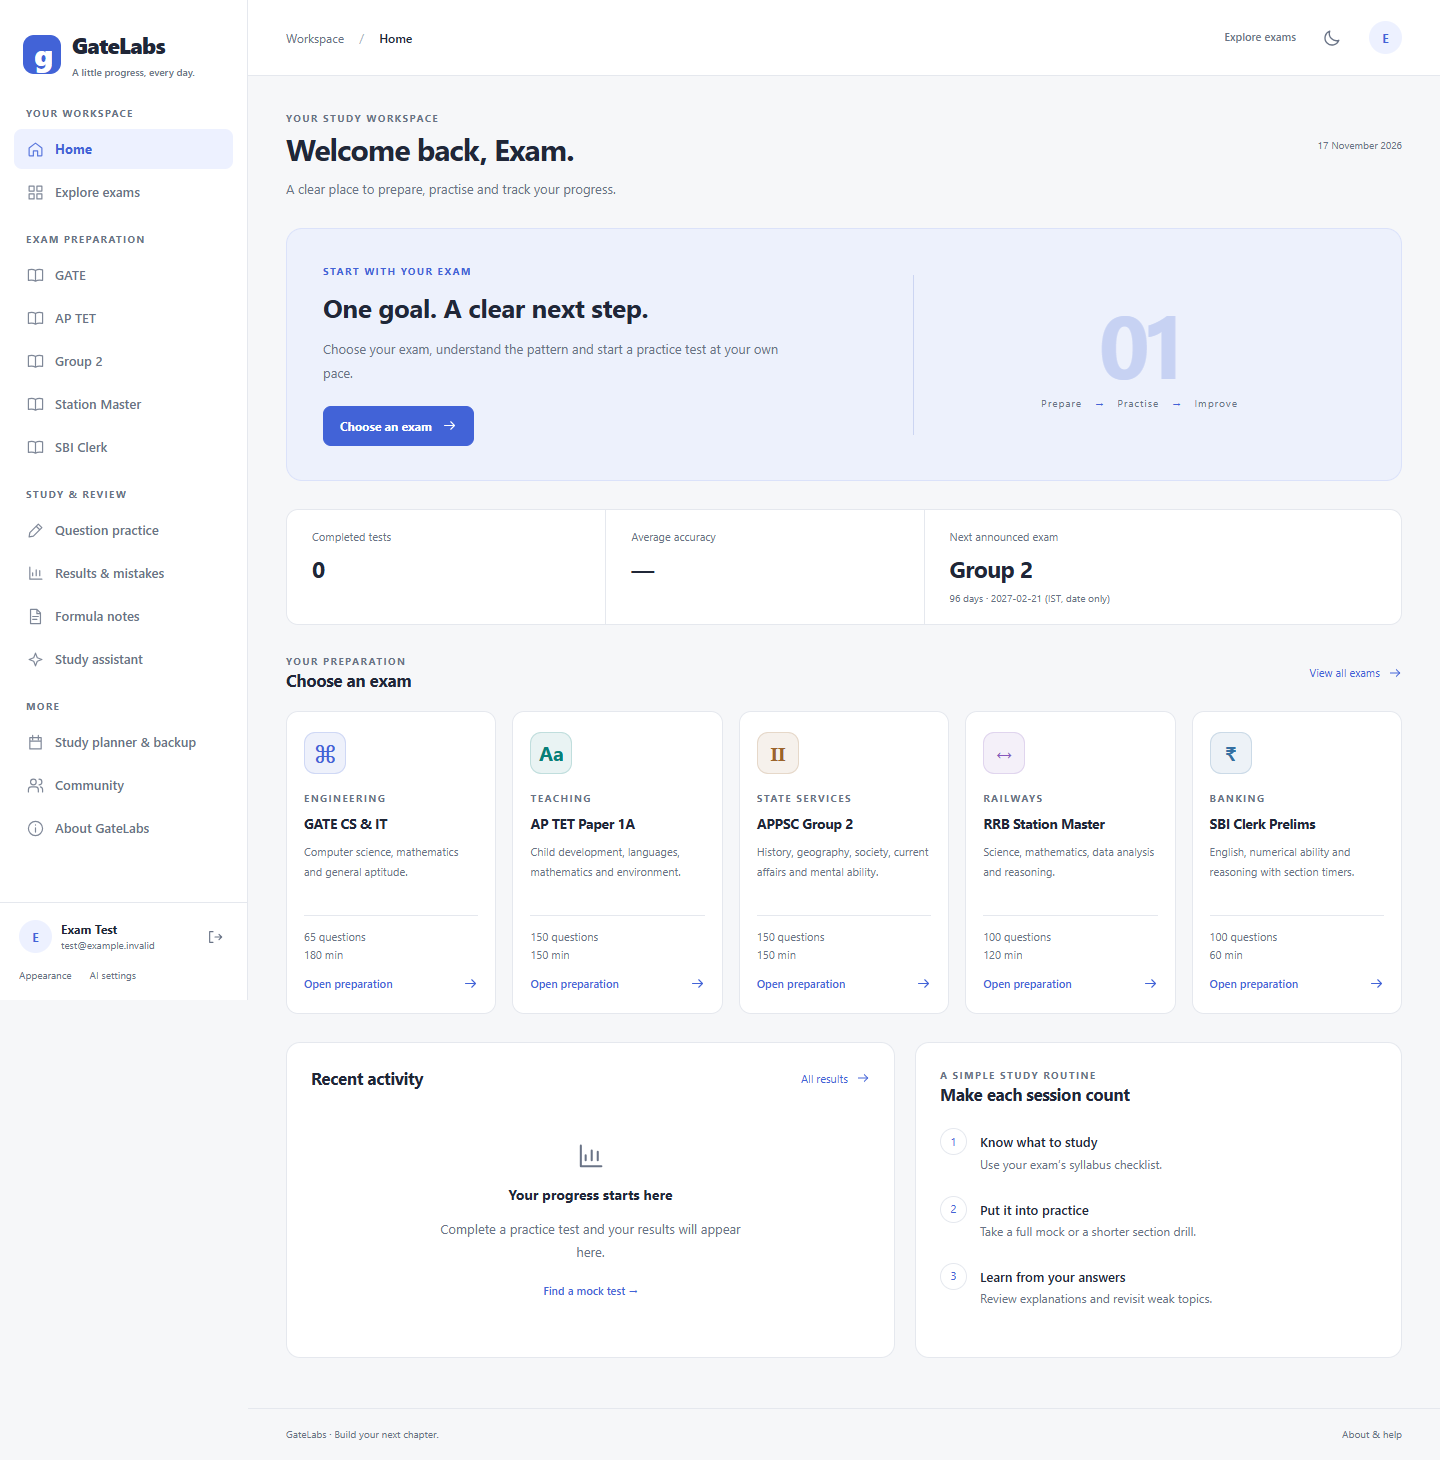 g
GateLabs
A little progress, every day.
YOUR WORKSPACE
Home
Explore exams
EXAM PREPARATION
GATE
AP TET
Group 2
Station Master
SBI Clerk
STUDY & REVIEW
Question practice
Results & mistakes
Formula notes
Study assistant
MORE
Study planner & backup
Community
About GateLabs
E
Exam Test
test@example.invalid
Appearance AI settings
Workspace / Home
Explore exams
E
YOUR STUDY WORKSPACE
Welcome back, Exam.
17 November 2026
A clear place to prepare, practise and track your progress.
START WITH YOUR EXAM
One goal. A clear next step.
Choose your exam, understand the pattern and start a practice test at your own
pace.
Choose an exam →
01
Prepare → Practise → Improve
Completed tests
0
Average accuracy
—
Next announced exam
Group 2
96 days · 2027-02-21 (IST, date only)
YOUR PREPARATION
Choose an exam
View all exams →
⌘
ENGINEERING
GATE CS & IT
Computer science, mathematics
and general aptitude.
65 questions
180 min
Open preparation →
Aa
TEACHING
AP TET Paper 1A
Child development, languages,
mathematics and environment.
150 questions
150 min
Open preparation →
II
STATE SERVICES
APPSC Group 2
History, geography, society, current
affairs and mental ability.
150 questions
150 min
Open preparation →
↔
RAILWAYS
RRB Station Master
Science, mathematics, data analysis
and reasoning.
100 questions
120 min
Open preparation →
₹
BANKING
SBI Clerk Prelims
English, numerical ability and
reasoning with section timers.
100 questions
60 min
Open preparation →
Recent activity
All results →
Your progress starts here
Complete a practice test and your results will appear
here.
Find a mock test →
A SIMPLE STUDY ROUTINE
Make each session count
1
Know what to study
Use your exam's syllabus checklist.
2
Put it into practice
Take a full mock or a shorter section drill.
3
Learn from your answers
Review explanations and revisit weak topics.
GateLabs · Build your next chapter.
About & help